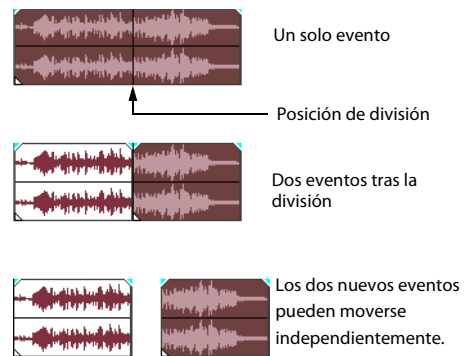 Un solo evento
Posición de división
Dos eventos tras la
división
Los dos nuevos eventos
pueden moverse
independientemente.